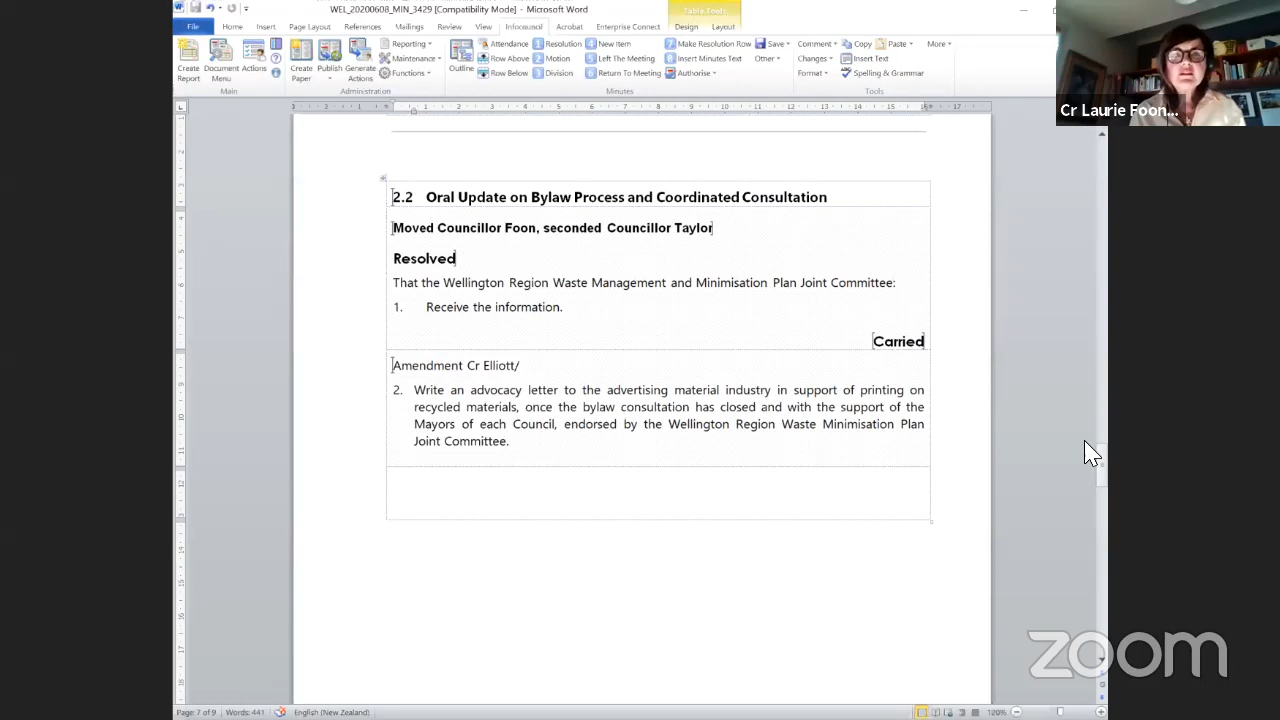 WEL_20200608_MIN_3429 [Compatibility Mode] - Microsoft Word
Table Tools
File Home Insert Page Layout References Mailings Review View Infocouncil Acrobat Enterprise Connect Design Layout
Create Report
Document Menu
Actions
Main
Create Paper
Publish
Generate Actions
Reporting
Maintenance
Functions
Administration
Outline
Attendance
Row Above
Row Below
1 Resolution
2 Motion
3 Division
4 New Item
5 Left The Meeting
6 Return To Meeting
7 Make Resolution Row
8 Insert Minutes Text
Authorise
Save
Other
Minutes
Comment
Changes
Format
Copy
Paste
Insert Text
Spelling & Grammar
More
Tools
Cr Laurie Foon...
2.2 Oral Update on Bylaw Process and Coordinated Consultation
Moved Councillor Foon, seconded Councillor Taylor
Resolved
That the Wellington Region Waste Management and Minimisation Plan Joint Committee:
1. Receive the information.
Carried
Amendment Cr Elliott/
2. Write an advocacy letter to the advertising material industry in support of printing on
recycled materials, once the bylaw consultation has closed and with the support of the
Mayors of each Council, endorsed by the Wellington Region Waste Minimisation Plan
Joint Committee.
zoom
Page: 7 of 9 Words: 441 English (New Zealand) 120%